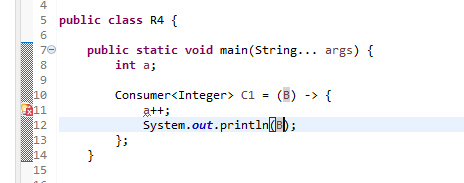 4
5 public class R4 {
6
7 public static void main(String... args) {
8 int a;
9
10 Consumer<Integer> C1 = (B) -> {
11 a++;
12 System.out.println(B);
13 };
14 }
15